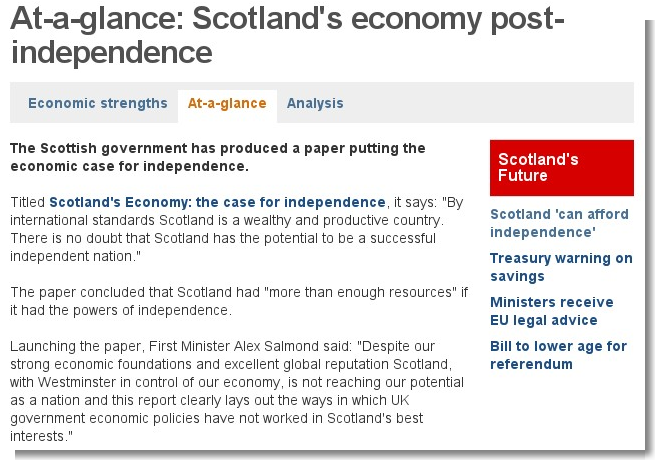 At-a-glance: Scotland's economy post-
independence
Economic strengths At-a-glance Analysis
The Scottish government has produced a paper putting the
economic case for independence.
Titled Scotland's Economy: the case for independence, it says: "By
international standards Scotland is a wealthy and productive country.
There is no doubt that Scotland has the potential to be a successful
independent nation."
The paper concluded that Scotland had "more than enough resources" if
it had the powers of independence.
Launching the paper, First Minister Alex Salmond said: "Despite our
strong economic foundations and excellent global reputation Scotland,
with Westminster in control of our economy, is not reaching our potential
as a nation and this report clearly lays out the ways in which UK
government economic policies have not worked in Scotland's best
interests."
Scotland's
Future
Scotland 'can afford
independence'
Treasury warning on
savings
Ministers receive
EU legal advice
Bill to lower age for
referendum